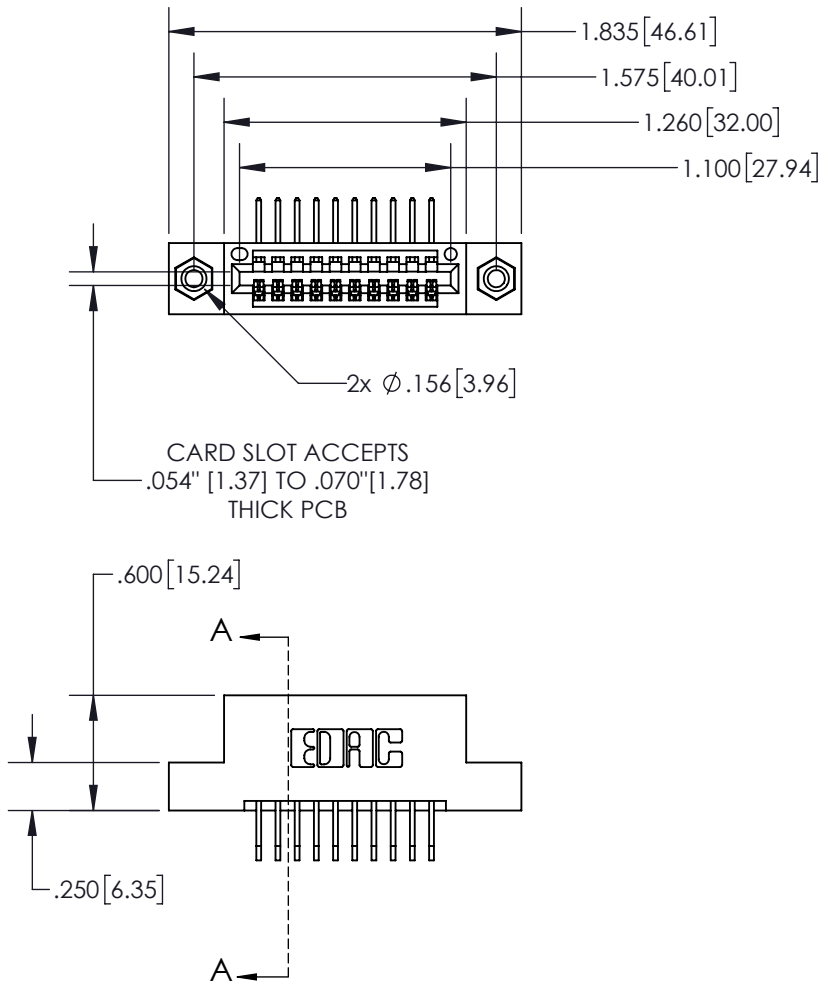 1.835[46.61]
1.575[40.01]
1.260[32.00]
1.100[27.94]
2x ∅.156[3.96]
CARD SLOT ACCEPTS
.054" [1.37] TO .070"[1.78]
THICK PCB
.600[15.24]
A
EDAC
.250[6.35]
A